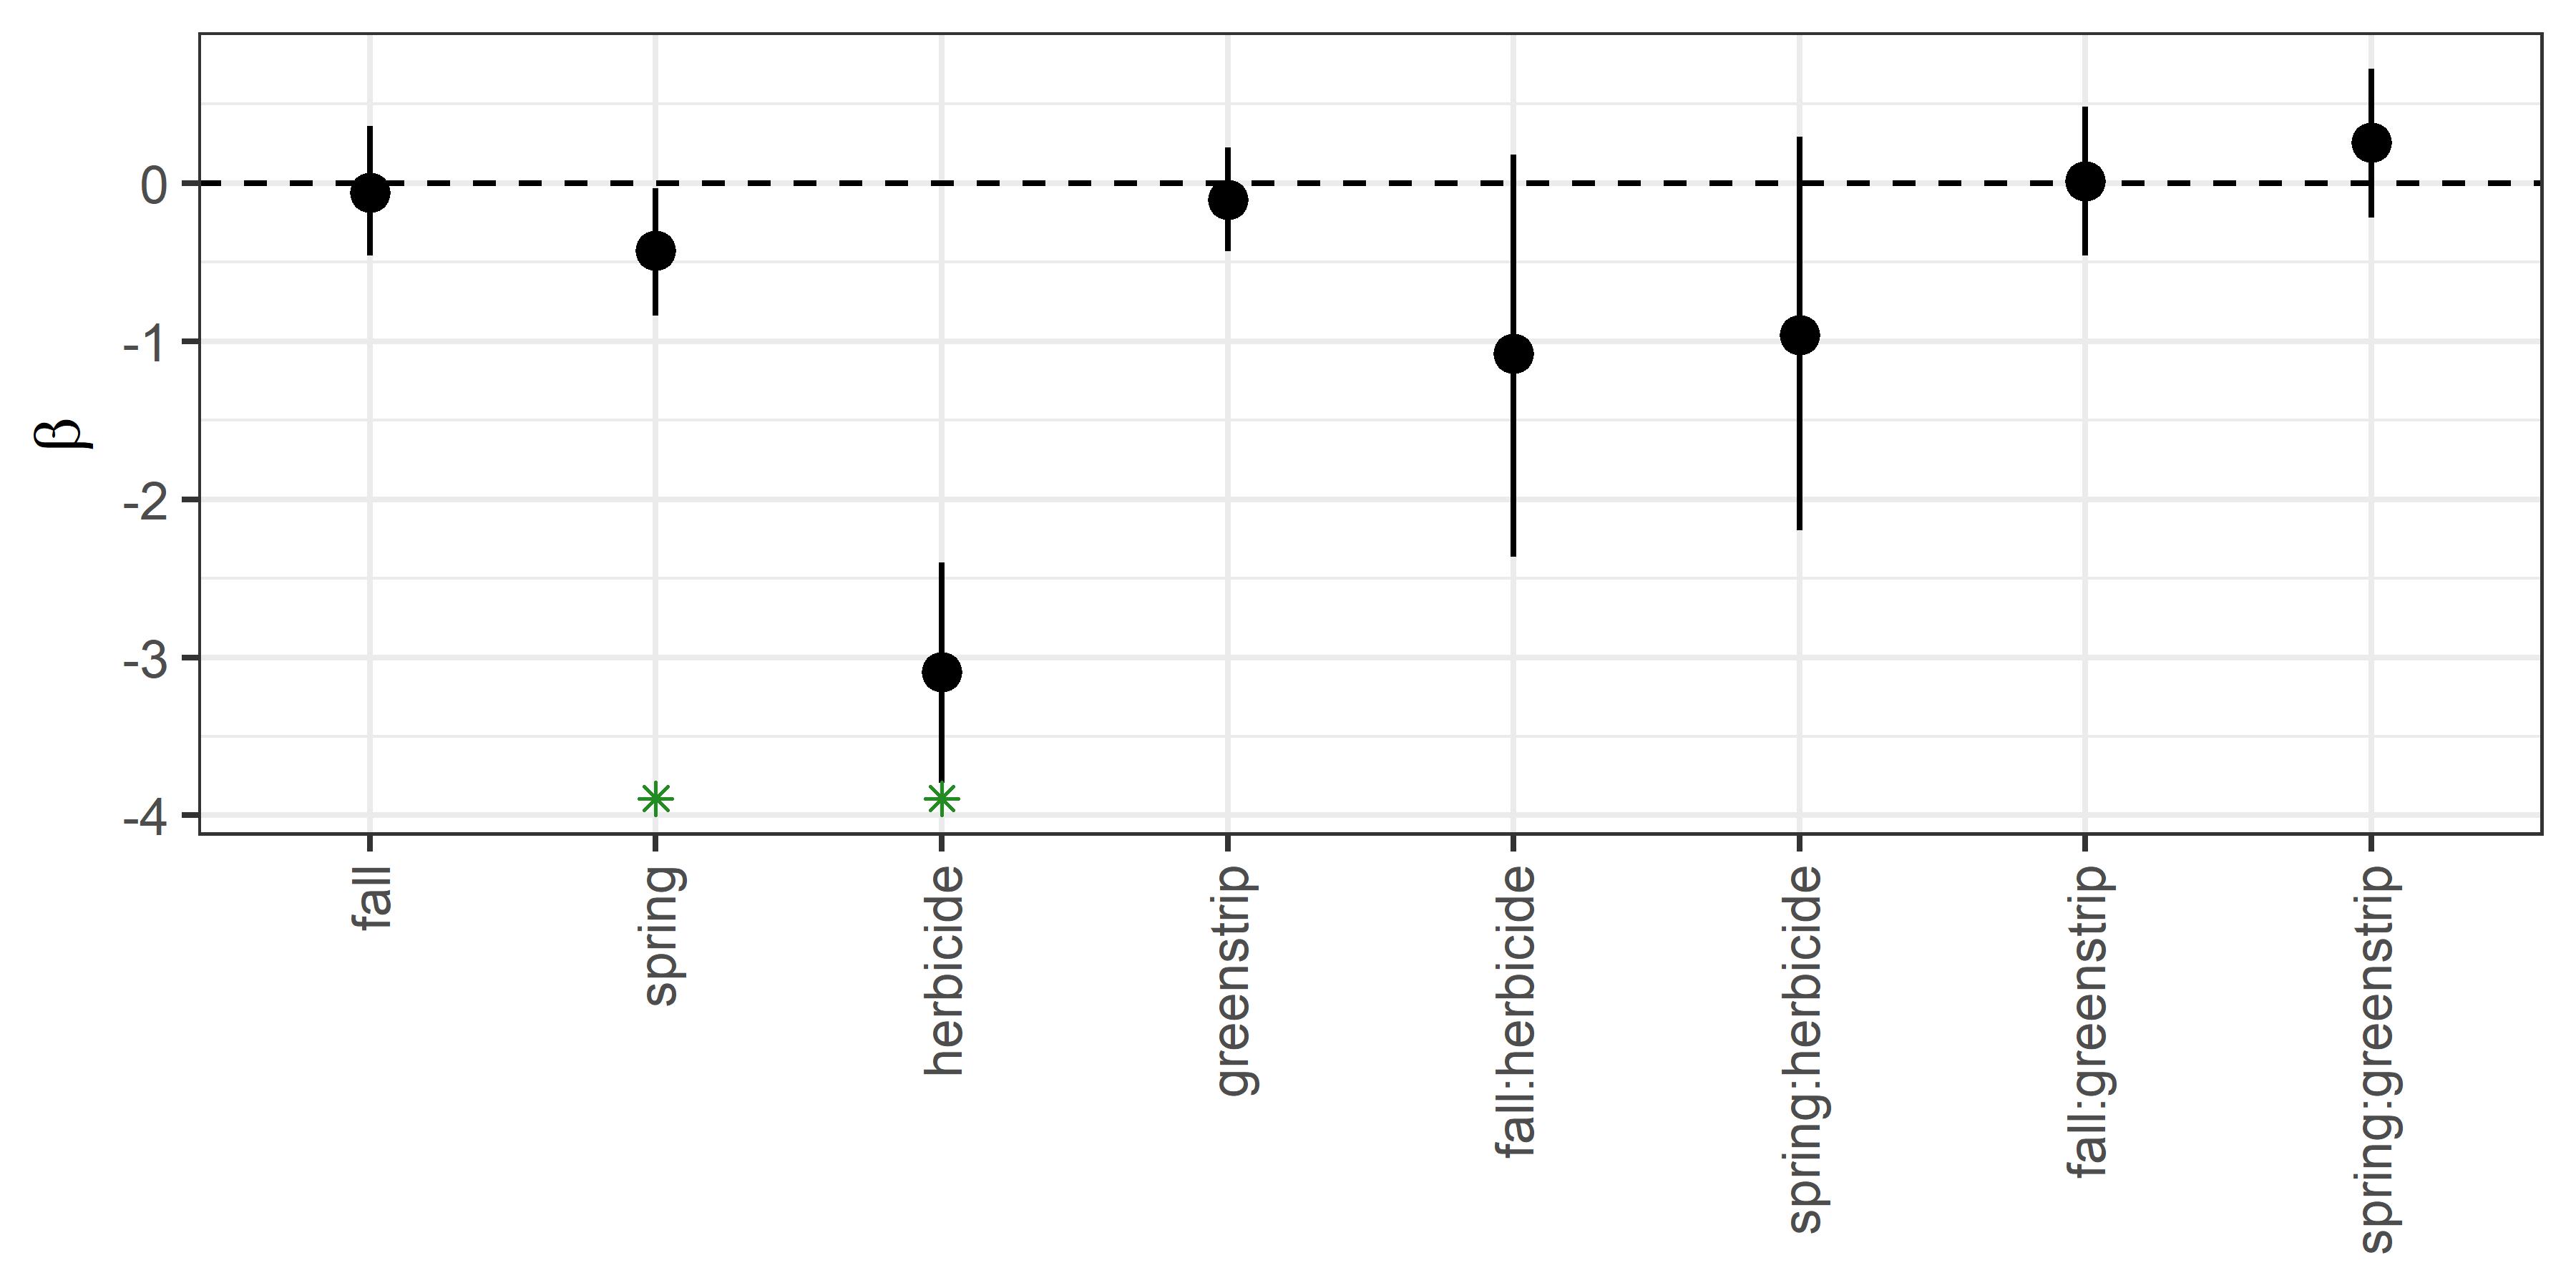 β
0
-1
-2
-3
-4
fall
spring
herbicide
greenstrip
fall:herbicide
spring:herbicide
fall:greenstrip
spring:greenstrip